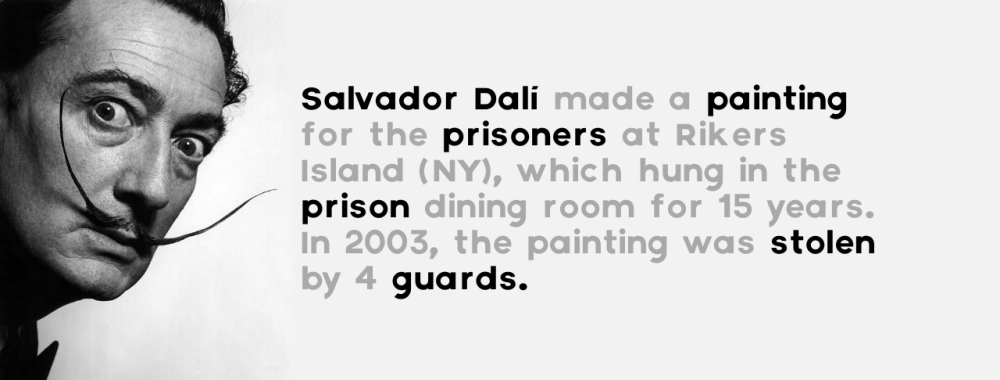 Salvador Dalí made a painting
for the prisoners at Rikers
Island (NY), which hung in the
prison dining room for 15 years.
In 2003, the painting was stolen
by 4 guards.